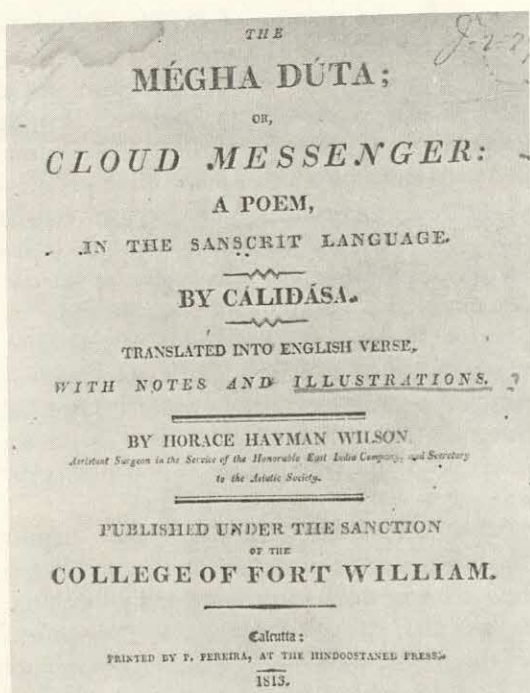 THE
MÉGHA DÚTA;
OR,
CLOUD MESSENGER:
A POEM,
IN THE SANSCRIT LANGUAGE.
BY CÁLIDÁSA.
TRANSLATED INTO ENGLISH VERSE,
WITH NOTES AND ILLUSTRATIONS. ?
BY HORACE HAYMAN WILSON
Assistant Surgeon in the Service of the Honorable East India Company, and Secretary
to the Asiatic Society.
PUBLISHED UNDER THE SANCTION
OF THE
COLLEGE OF FORT WILLIAM.
Calcutta:
PRINTED BY P. PEREIRA, AT THE HINDOOSTANEE PRESS.
1813.